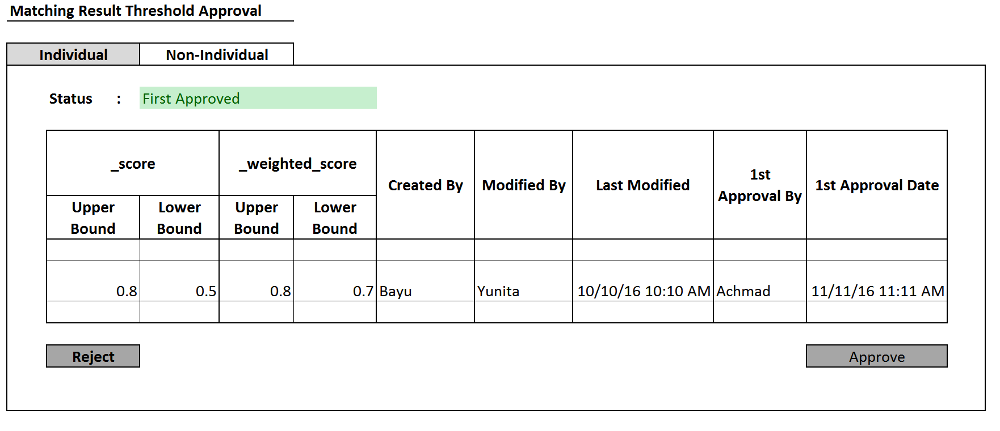 Matching Result Threshold Approval
Individual Non-Individual
Status : First Approved
_score _weighted_score Created By Modified By Last Modified 1st Approval By 1st Approval Date
Upper Bound Lower Bound Upper Bound Lower Bound
0.8 0.5 0.8 0.7 Bayu Yunita 10/10/16 10:10 AM Achmad 11/11/16 11:11 AM
Reject Approve